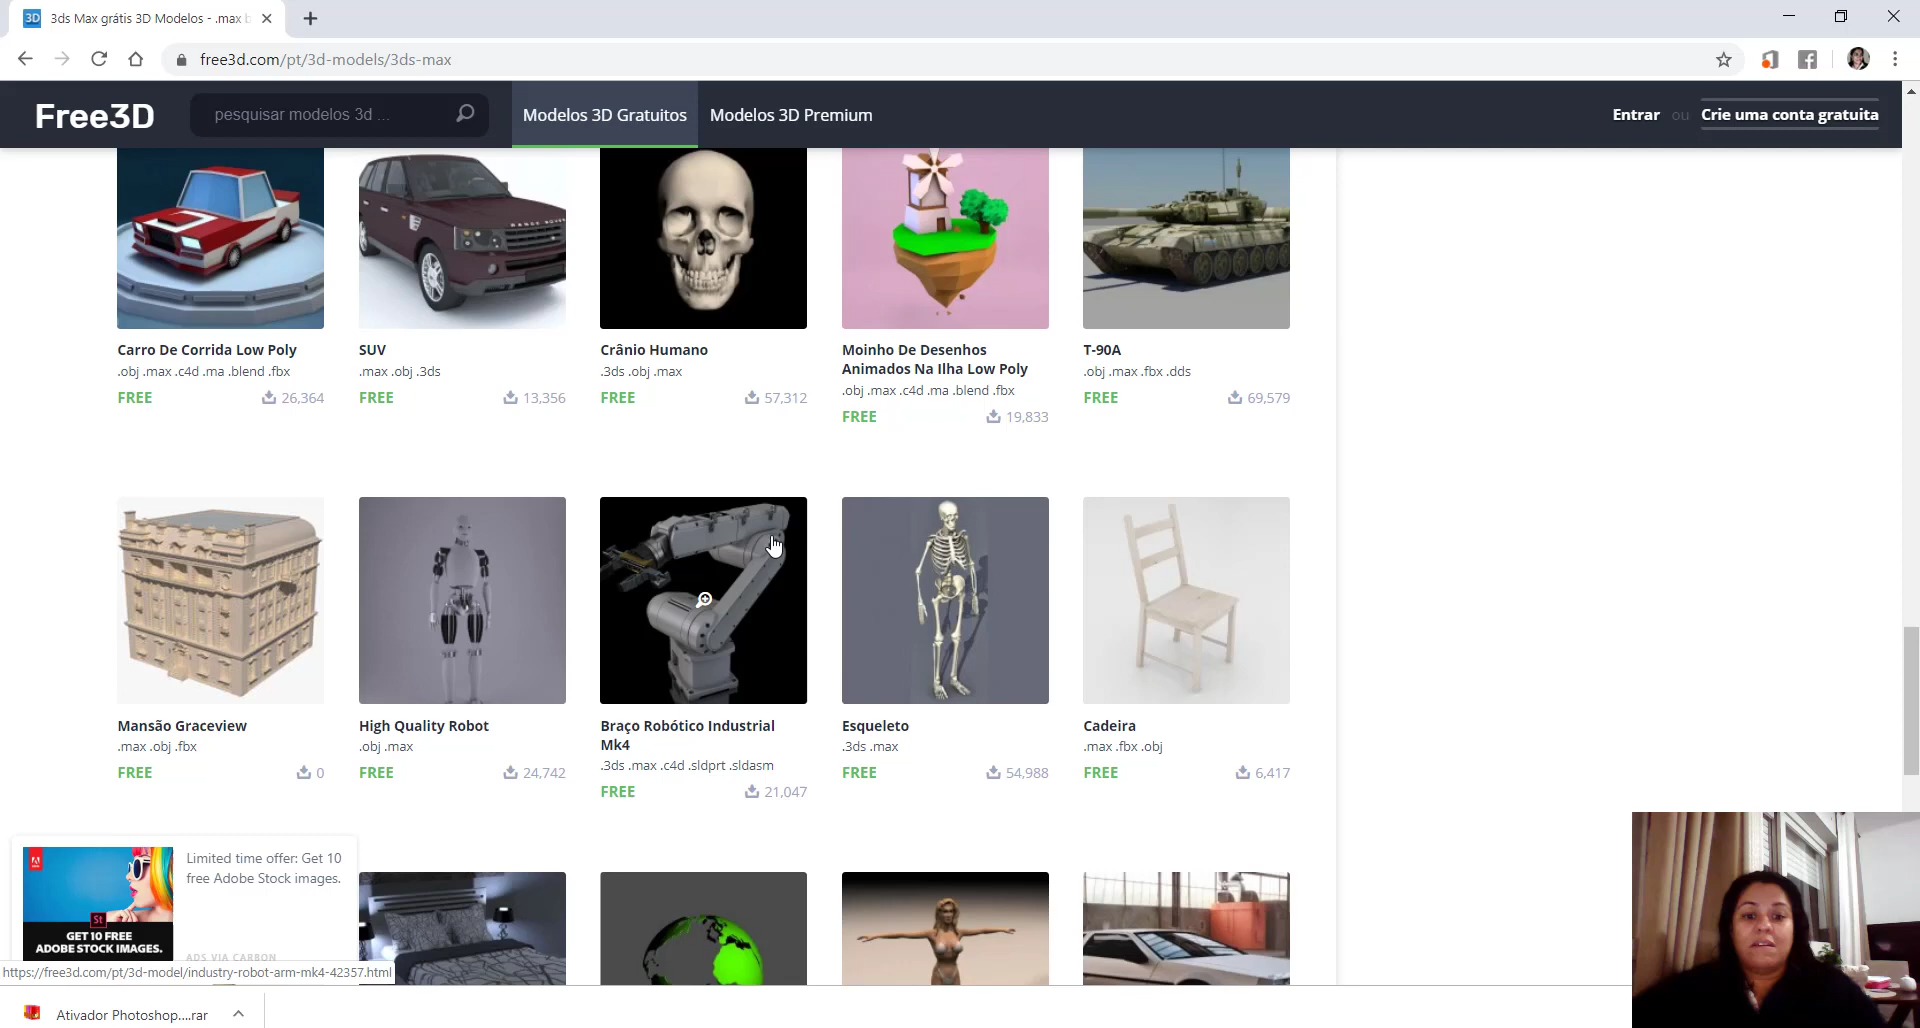 3ds Max grátis 3D Modelos - .max b
free3d.com/pt/3d-models/3ds-max
Free3D
pesquisar modelos 3d ...
Modelos 3D Gratuitos
Modelos 3D Premium
Entrar ou Crie uma conta gratuita
Carro De Corrida Low Poly
.obj .max .c4d .ma .blend .fbx
FREE 26,364
SUV
.max .obj .3ds
FREE 13,356
Crânio Humano
.3ds .obj .max
FREE 57,312
Moinho De Desenhos
Animados Na Ilha Low Poly
.obj .max .c4d .ma .blend .fbx
FREE 19,833
T-90A
.obj .max .fbx .dds
FREE 69,579
Mansão Graceview
.max .obj .fbx
FREE 0
High Quality Robot
.obj .max
FREE 24,742
Braço Robótico Industrial
Mk4
.3ds .max .c4d .sldprt .sldasm
FREE 21,047
Esqueleto
.3ds .max
FREE 54,988
Cadeira
.max .fbx .obj
FREE 6,417
St
GET 10 FREE
ADOBE STOCK IMAGES.
Limited time offer: Get 10
free Adobe Stock images.
ADS VIA CARBON
https://free3d.com/pt/3d-model/industry-robot-arm-mk4-42357.html
Ativador Photoshop....rar